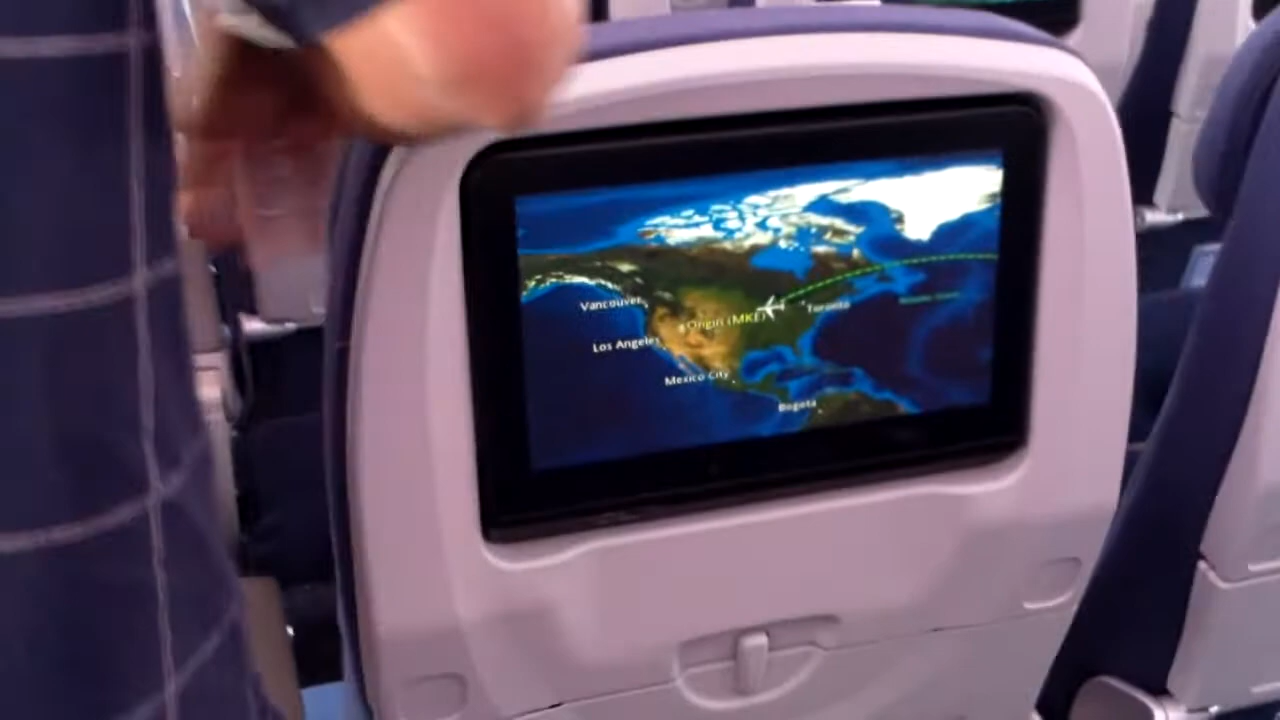 Vancouver
Toronto
Origin (MKE)
Los Angeles
Mexico City
Bogota